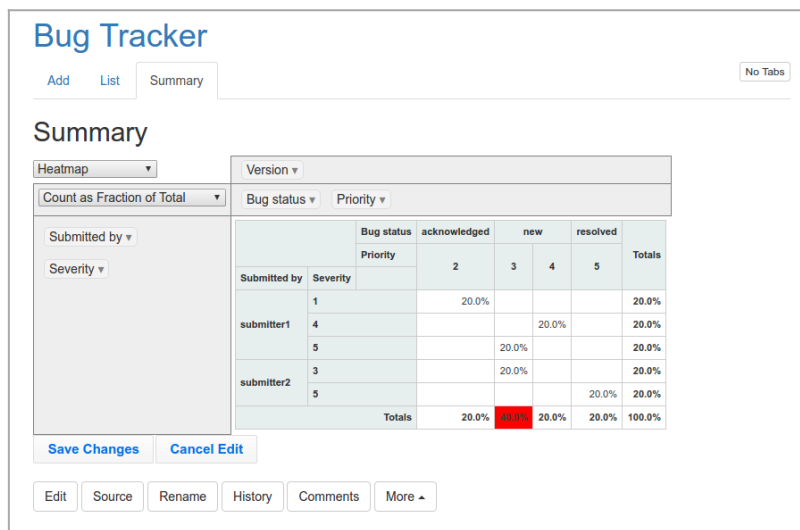 Bug Tracker
Add List Summary No Tabs
Summary
Heatmap ▼ Version ▾
Count as Fraction of Total ▼ Bug status ▾ Priority ▾
Submitted by ▾
Severity ▾
Bug status acknowledged new resolved Totals
Priority 2 3 4 5
Submitted by Severity
submitter1 1 20.0% 20.0%
4 20.0% 20.0%
5 20.0% 20.0%
submitter2 3 20.0% 20.0%
5 20.0% 20.0%
Totals 20.0% 40.0% 20.0% 20.0% 100.0%
Save Changes Cancel Edit
Edit Source Rename History Comments More